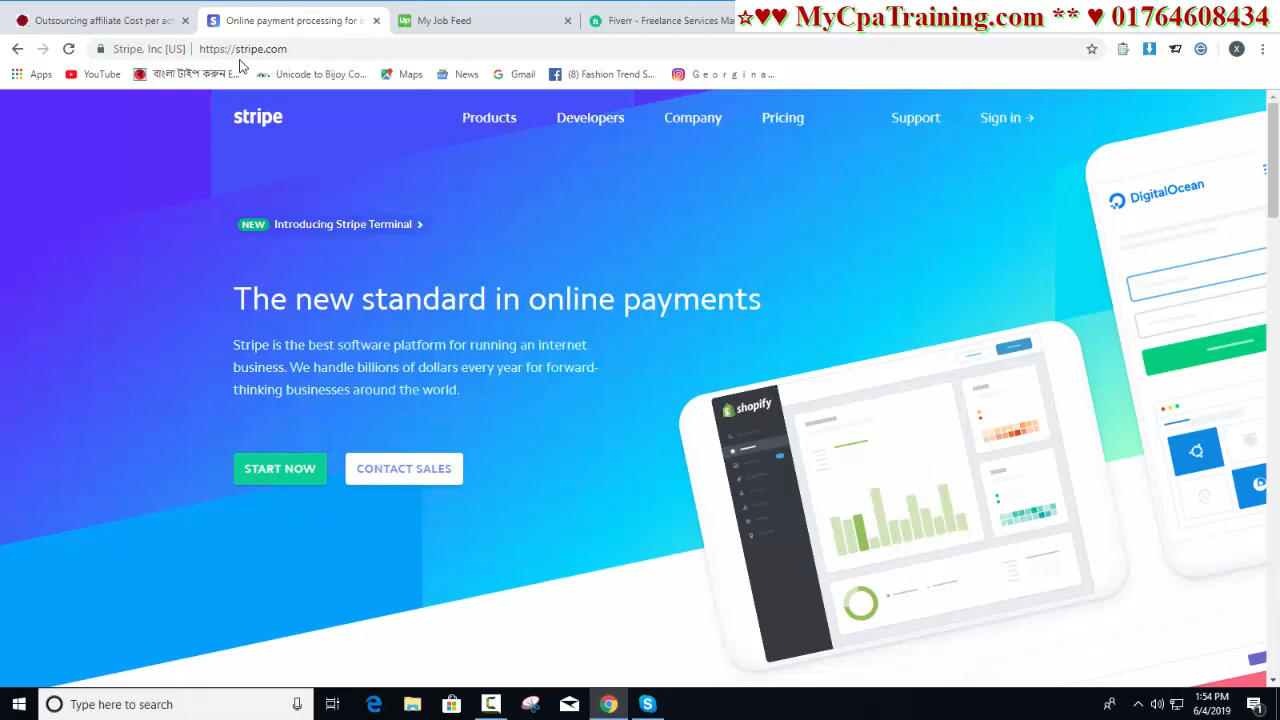 Outsourcing affiliate Cost per act
Online payment processing for in
My Job Feed
Fiverr - Freelance Services Ma
☆♥♥ MyCpaTraining.com ** ♥ 01764608434
Stripe, Inc [US] | https://stripe.com
Apps
YouTube
বাংলা টাইপ করুন E...
Unicode to Bijoy Co...
Maps
News
Gmail
(8) Fashion Trend S...
G e o r g i n a...
stripe
Products
Developers
Company
Pricing
Support
Sign in →
NEW Introducing Stripe Terminal >
The new standard in online payments
Stripe is the best software platform for running an internet
business. We handle billions of dollars every year for forward-
thinking businesses around the world.
START NOW
CONTACT SALES
DigitalOcean
shopify
Type here to search
1:54 PM
6/4/2019